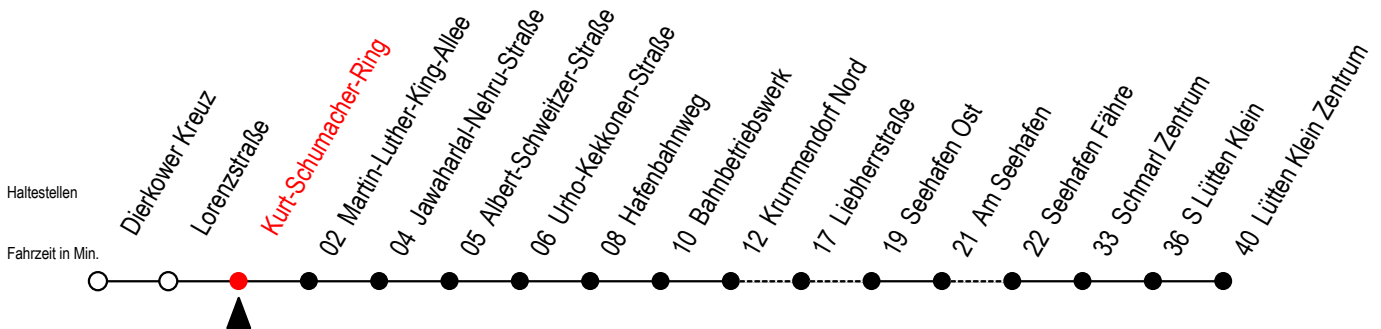 Haltestellen
Fahrzeit in Min.
Dierkower Kreuz
Lorenzstraße
Kurt-Schumacher-Ring
02 Martin-Luther-King-Allee
04 Jawaharlal-Nehru-Straße
05 Albert-Schweitzer-Straße
06 Urho-Kekkonen-Straße
08 Hafenbahnweg
10 Bahnbetriebswerk
12 Krummendorf Nord
17 Liebherrstraße
19 Seehafen Ost
21 Am Seehafen
22 Seehafen Fähre
33 Schmarl Zentrum
36 S Lütten Klein
40 Lütten Klein Zentrum